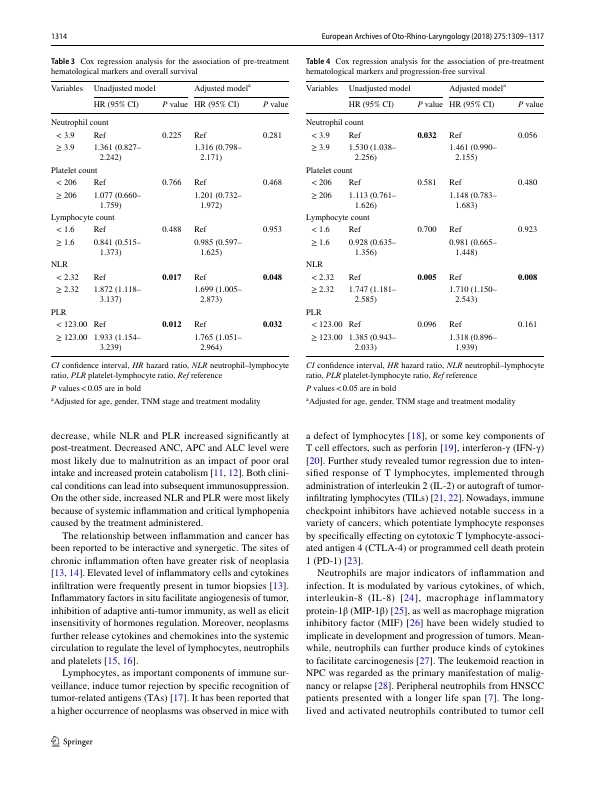 1314
European Archives of Oto-Rhino-Laryngology (2018) 275:1309–1317
Table 3 Cox regression analysis for the association of pre-treatment
hematological markers and overall survival
Variables Unadjusted model Adjusted modelᵃ
HR (95% CI) P value HR (95% CI) P value
Neutrophil count
< 3.9 Ref 0.225 Ref 0.281
≥ 3.9 1.361 (0.827– 1.316 (0.798–
2.242) 2.171)
Platelet count
< 206 Ref 0.766 Ref 0.468
≥ 206 1.077 (0.660– 1.201 (0.732–
1.759) 1.972)
Lymphocyte count
< 1.6 Ref 0.488 Ref 0.953
≥ 1.6 0.841 (0.515– 0.985 (0.597–
1.373) 1.625)
NLR
< 2.32 Ref 0.017 Ref 0.048
≥ 2.32 1.872 (1.118– 1.699 (1.005–
3.137) 2.873)
PLR
< 123.00 Ref 0.012 Ref 0.032
≥ 123.00 1.933 (1.154– 1.765 (1.051–
3.239) 2.964)
CI confidence interval, HR hazard ratio, NLR neutrophil–lymphocyte
ratio, PLR platelet-lymphocyte ratio, Ref reference
P values < 0.05 are in bold
ᵃAdjusted for age, gender, TNM stage and treatment modality
Table 4 Cox regression analysis for the association of pre-treatment
hematological markers and progression-free survival
Variables Unadjusted model Adjusted modelᵃ
HR (95% CI) P value HR (95% CI) P value
Neutrophil count
< 3.9 Ref 0.032 Ref 0.056
≥ 3.9 1.530 (1.038– 1.461 (0.990–
2.256) 2.155)
Platelet count
< 206 Ref 0.581 Ref 0.480
≥ 206 1.113 (0.761– 1.148 (0.783–
1.626) 1.683)
Lymphocyte count
< 1.6 Ref 0.700 Ref 0.923
≥ 1.6 0.928 (0.635– 0.981 (0.665–
1.356) 1.448)
NLR
< 2.32 Ref 0.005 Ref 0.008
≥ 2.32 1.747 (1.181– 1.710 (1.150–
2.585) 2.543)
PLR
< 123.00 Ref 0.096 Ref 0.161
≥ 123.00 1.385 (0.943– 1.318 (0.896–
2.033) 1.939)
CI confidence interval, HR hazard ratio, NLR neutrophil–lymphocyte
ratio, PLR platelet-lymphocyte ratio, Ref reference
P values < 0.05 are in bold
ᵃAdjusted for age, gender, TNM stage and treatment modality
decrease, while NLR and PLR increased significantly at
post-treatment. Decreased ANC, APC and ALC level were
most likely due to malnutrition as an impact of poor oral
intake and increased protein catabolism [11, 12]. Both clini-
cal conditions can lead into subsequent immunosuppression.
On the other side, increased NLR and PLR were most likely
because of systemic inflammation and critical lymphopenia
caused by the treatment administered.
The relationship between inflammation and cancer has
been reported to be interactive and synergetic. The sites of
chronic inflammation often have greater risk of neoplasia
[13, 14]. Elevated level of inflammatory cells and cytokines
infiltration were frequently present in tumor biopsies [13].
Inflammatory factors in situ facilitate angiogenesis of tumor,
inhibition of adaptive anti-tumor immunity, as well as elicit
insensitivity of hormones regulation. Moreover, neoplasms
further release cytokines and chemokines into the systemic
circulation to regulate the level of lymphocytes, neutrophils
and platelets [15, 16].
Lymphocytes, as important components of immune sur-
veillance, induce tumor rejection by specific recognition of
tumor-related antigens (TAs) [17]. It has been reported that
a higher occurrence of neoplasms was observed in mice with
a defect of lymphocytes [18], or some key components of
T cell effectors, such as perforin [19], interferon-γ (IFN-γ)
[20]. Further study revealed tumor regression due to inten-
sified response of T lymphocytes, implemented through
administration of interleukin 2 (IL-2) or autograft of tumor-
infiltrating lymphocytes (TILs) [21, 22]. Nowadays, immune
checkpoint inhibitors have achieved notable success in a
variety of cancers, which potentiate lymphocyte responses
by specifically effecting on cytotoxic T lymphocyte-associ-
ated antigen 4 (CTLA-4) or programmed cell death protein
1 (PD-1) [23].
Neutrophils are major indicators of inflammation and
infection. It is modulated by various cytokines, of which,
interleukin-8 (IL-8) [24], macrophage inflammatory
protein-1β (MIP-1β) [25], as well as macrophage migration
inhibitory factor (MIF) [26] have been widely studied to
implicate in development and progression of tumors. Mean-
while, neutrophils can further produce kinds of cytokines
to facilitate carcinogenesis [27]. The leukemoid reaction in
NPC was regarded as the primary manifestation of malig-
nancy or relapse [28]. Peripheral neutrophils from HNSCC
patients presented with a longer life span [7]. The long-
lived and activated neutrophils contributed to tumor cell
Springer